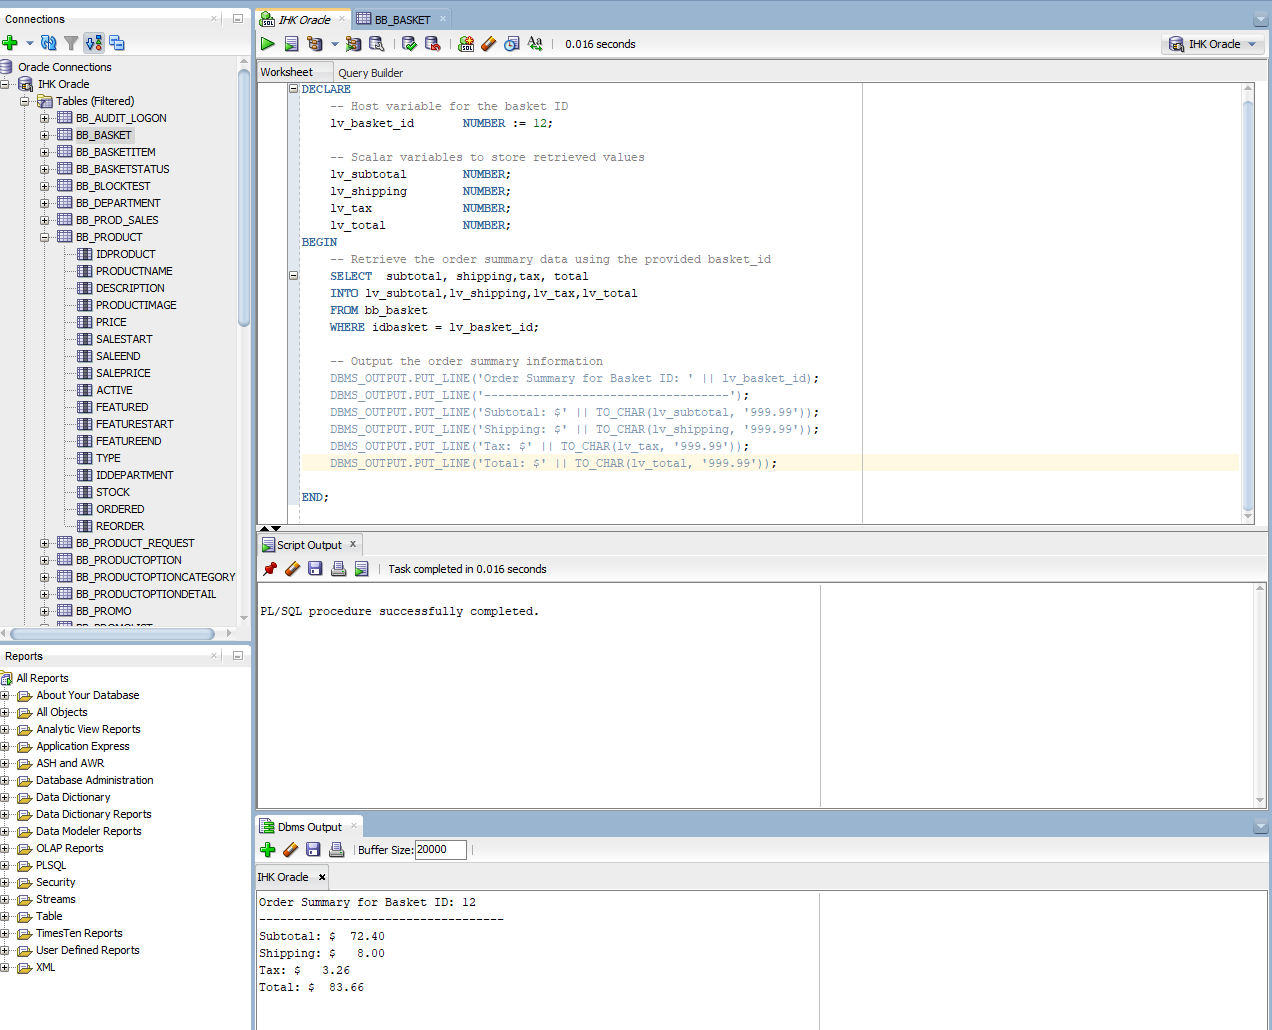 Connections
Oracle Connections
IHK Oracle
Tables (Filtered)
BB_AUDIT_LOGON
BB_BASKET
BB_BASKETITEM
BB_BASKETSTATUS
BB_BLOCKTEST
BB_DEPARTMENT
BB_PROD_SALES
BB_PRODUCT
IDPRODUCT
PRODUCTNAME
DESCRIPTION
PRODUCTIMAGE
PRICE
SALESTART
SALEEND
SALEPRICE
ACTIVE
FEATURED
FEATURESTART
FEATUREEND
TYPE
IDDEPARTMENT
STOCK
ORDERED
REORDER
BB_PRODUCT_REQUEST
BB_PRODUCTOPTION
BB_PRODUCTOPTIONCATEGORY
BB_PRODUCTOPTIONDETAIL
BB_PROMO
Reports
All Reports
About Your Database
All Objects
Analytic View Reports
Application Express
ASH and AWR
Database Administration
Data Dictionary
Data Dictionary Reports
Data Modeler Reports
OLAP Reports
PLSQL
Security
Streams
Table
TimesTen Reports
User Defined Reports
XML
IHK Oracle
BB_BASKET
0.016 seconds
IHK Oracle
Worksheet
Query Builder
DECLARE
-- Host variable for the basket ID
lv_basket_id NUMBER := 12;
-- Scalar variables to store retrieved values
lv_subtotal NUMBER;
lv_shipping NUMBER;
lv_tax NUMBER;
lv_total NUMBER;
BEGIN
-- Retrieve the order summary data using the provided basket_id
SELECT subtotal, shipping,tax, total
INTO lv_subtotal,lv_shipping,lv_tax,lv_total
FROM bb_basket
WHERE idbasket = lv_basket_id;
-- Output the order summary information
DBMS_OUTPUT.PUT_LINE('Order Summary for Basket ID: ' || lv_basket_id);
DBMS_OUTPUT.PUT_LINE('-----------------------------------');
DBMS_OUTPUT.PUT_LINE('Subtotal: $' || TO_CHAR(lv_subtotal, '999.99'));
DBMS_OUTPUT.PUT_LINE('Shipping: $' || TO_CHAR(lv_shipping, '999.99'));
DBMS_OUTPUT.PUT_LINE('Tax: $' || TO_CHAR(lv_tax, '999.99'));
DBMS_OUTPUT.PUT_LINE('Total: $' || TO_CHAR(lv_total, '999.99'));
END;
Script Output
Task completed in 0.016 seconds
PL/SQL procedure successfully completed.
Dbms Output
Buffer Size: 20000
IHK Oracle
Order Summary for Basket ID: 12
-----------------------------------
Subtotal: $ 72.40
Shipping: $ 8.00
Tax: $ 3.26
Total: $ 83.66